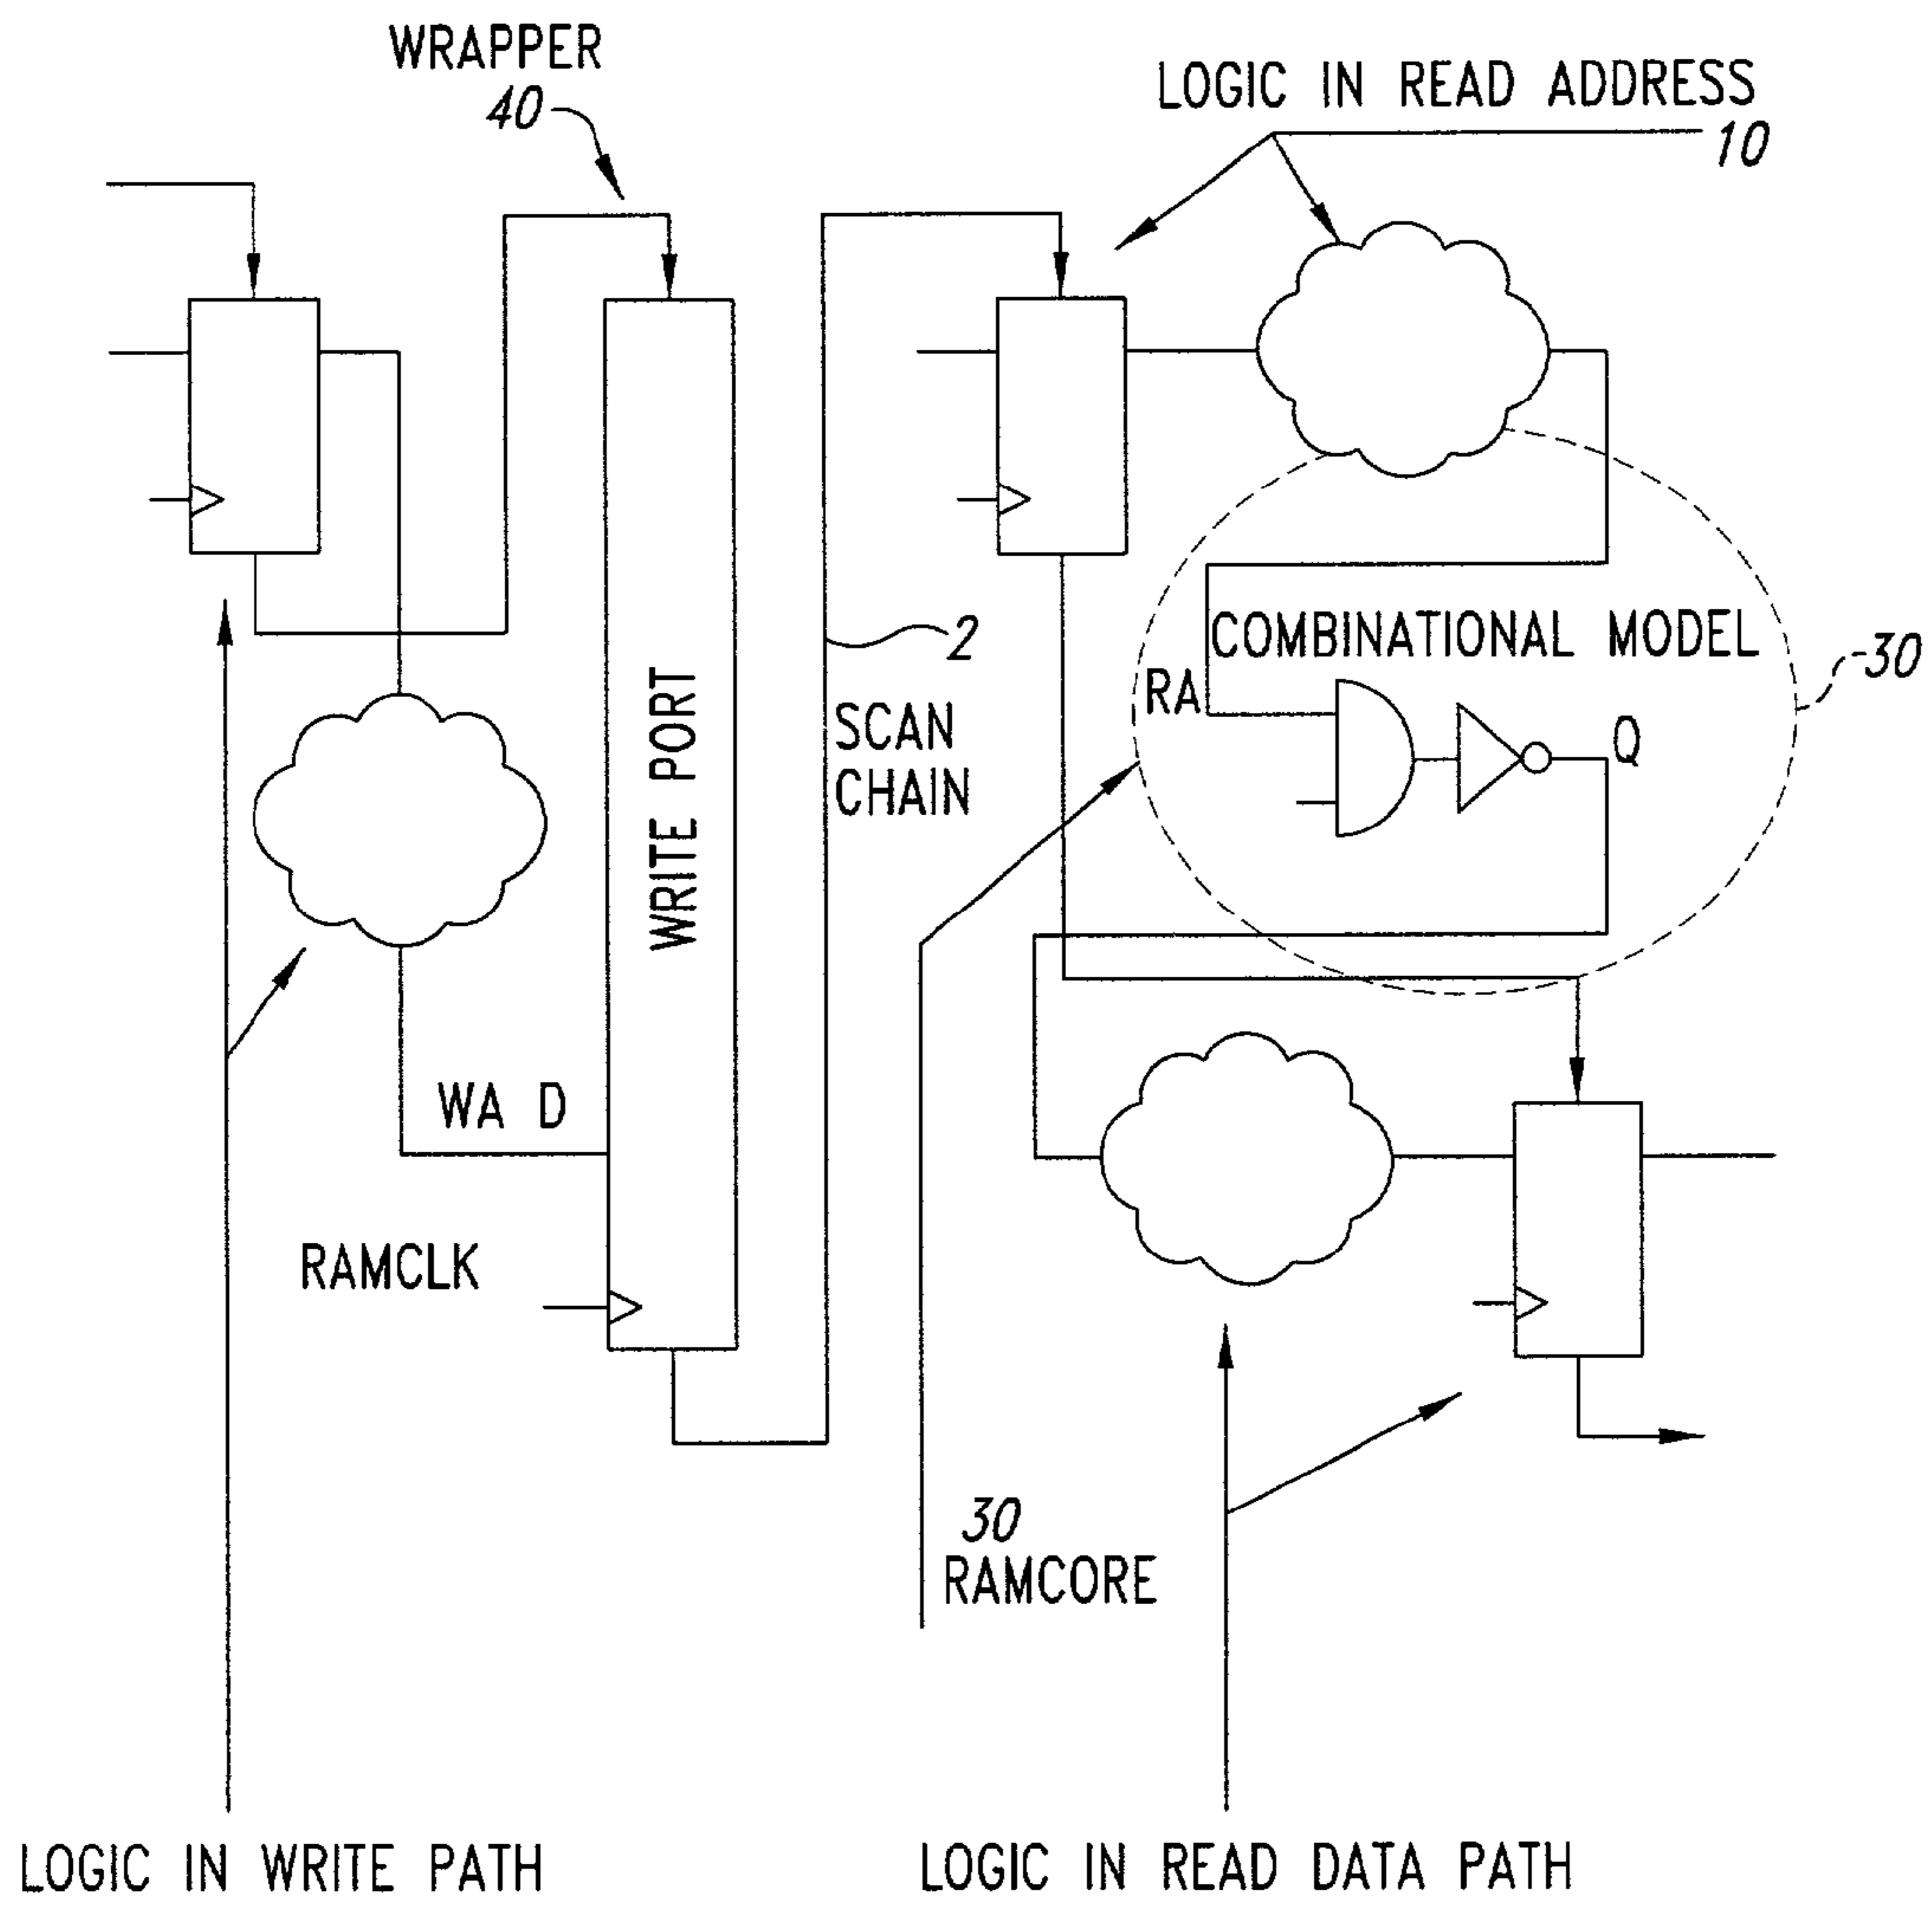 WRAPPER
40
LOGIC IN READ ADDRESS
10
2
SCAN
CHAIN
WRITE PORT
COMBINATIONAL MODEL
30
RA
Q
WA D
RAMCLK
30
RAMCORE
LOGIC IN WRITE PATH
LOGIC IN READ DATA PATH